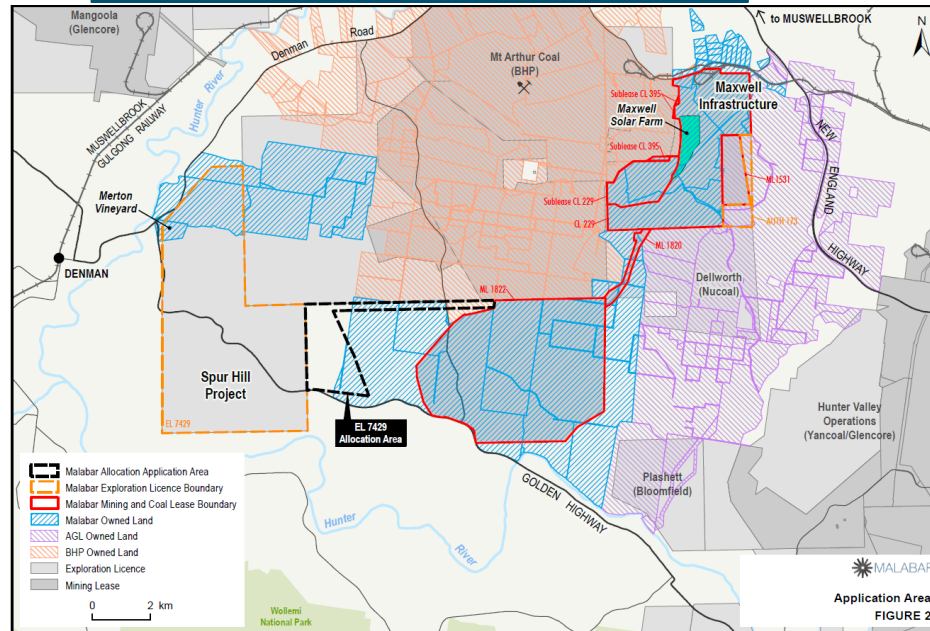 Mangoola
(Glencore)
to MUSWELLBROOK
N
Denman Road
Hunter River
Mt Arthur Coal
(BHP)
Maxwell
Infrastructure
Sublease CL 395
Maxwell
Solar Farm
MUSWELLBROOK
GULGONG RAILWAY
Sublease CL 395
NEW ENGLAND HIGHWAY
ML1531
Merton
Vineyard
Sublease CL 229
AUTH 173
CL 229
ML 1820
DENMAN
Dellworth
(Nucoal)
ML 1822
Spur Hill
Project
Hunter Valley
Operations
(Yancoal/Glencore)
EL 7429
EL 7429
Allocation Area
Plashett
(Bloomfield)
GOLDEN HIGHWAY
Hunter River
Malabar Allocation Application Area
Malabar Exploration Licence Boundary
Malabar Mining and Coal Lease Boundary
Malabar Owned Land
AGL Owned Land
BHP Owned Land
Exploration Licence
Mining Lease
0 2 km
Wollemi
National Park
MALABAR
Application Area
FIGURE 2